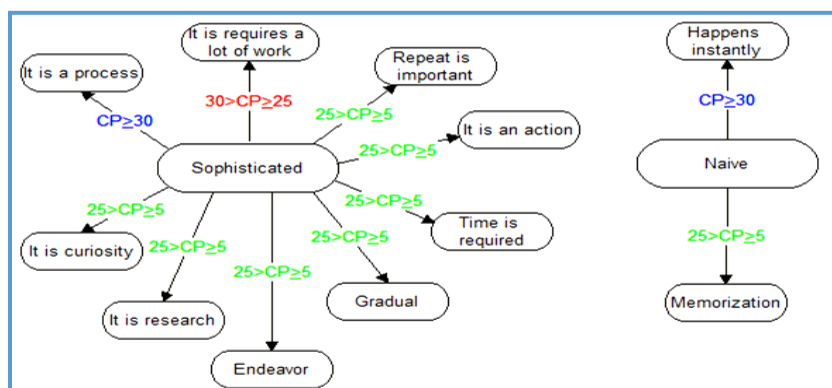 It is requires a
lot of work
Happens
instantly
It is a process
Repeat is
important
CP≥30
30>CP≥25
25>CP≥5
CP≥30
It is an action
25>CP≥5
Sophisticated
Naive
25>CP≥5
25>CP≥5
Time is
required
25>CP≥5
25>CP≥5
25>CP≥5
It is curiosity
25>CP≥5
Gradual
Memorization
It is research
Endeavor